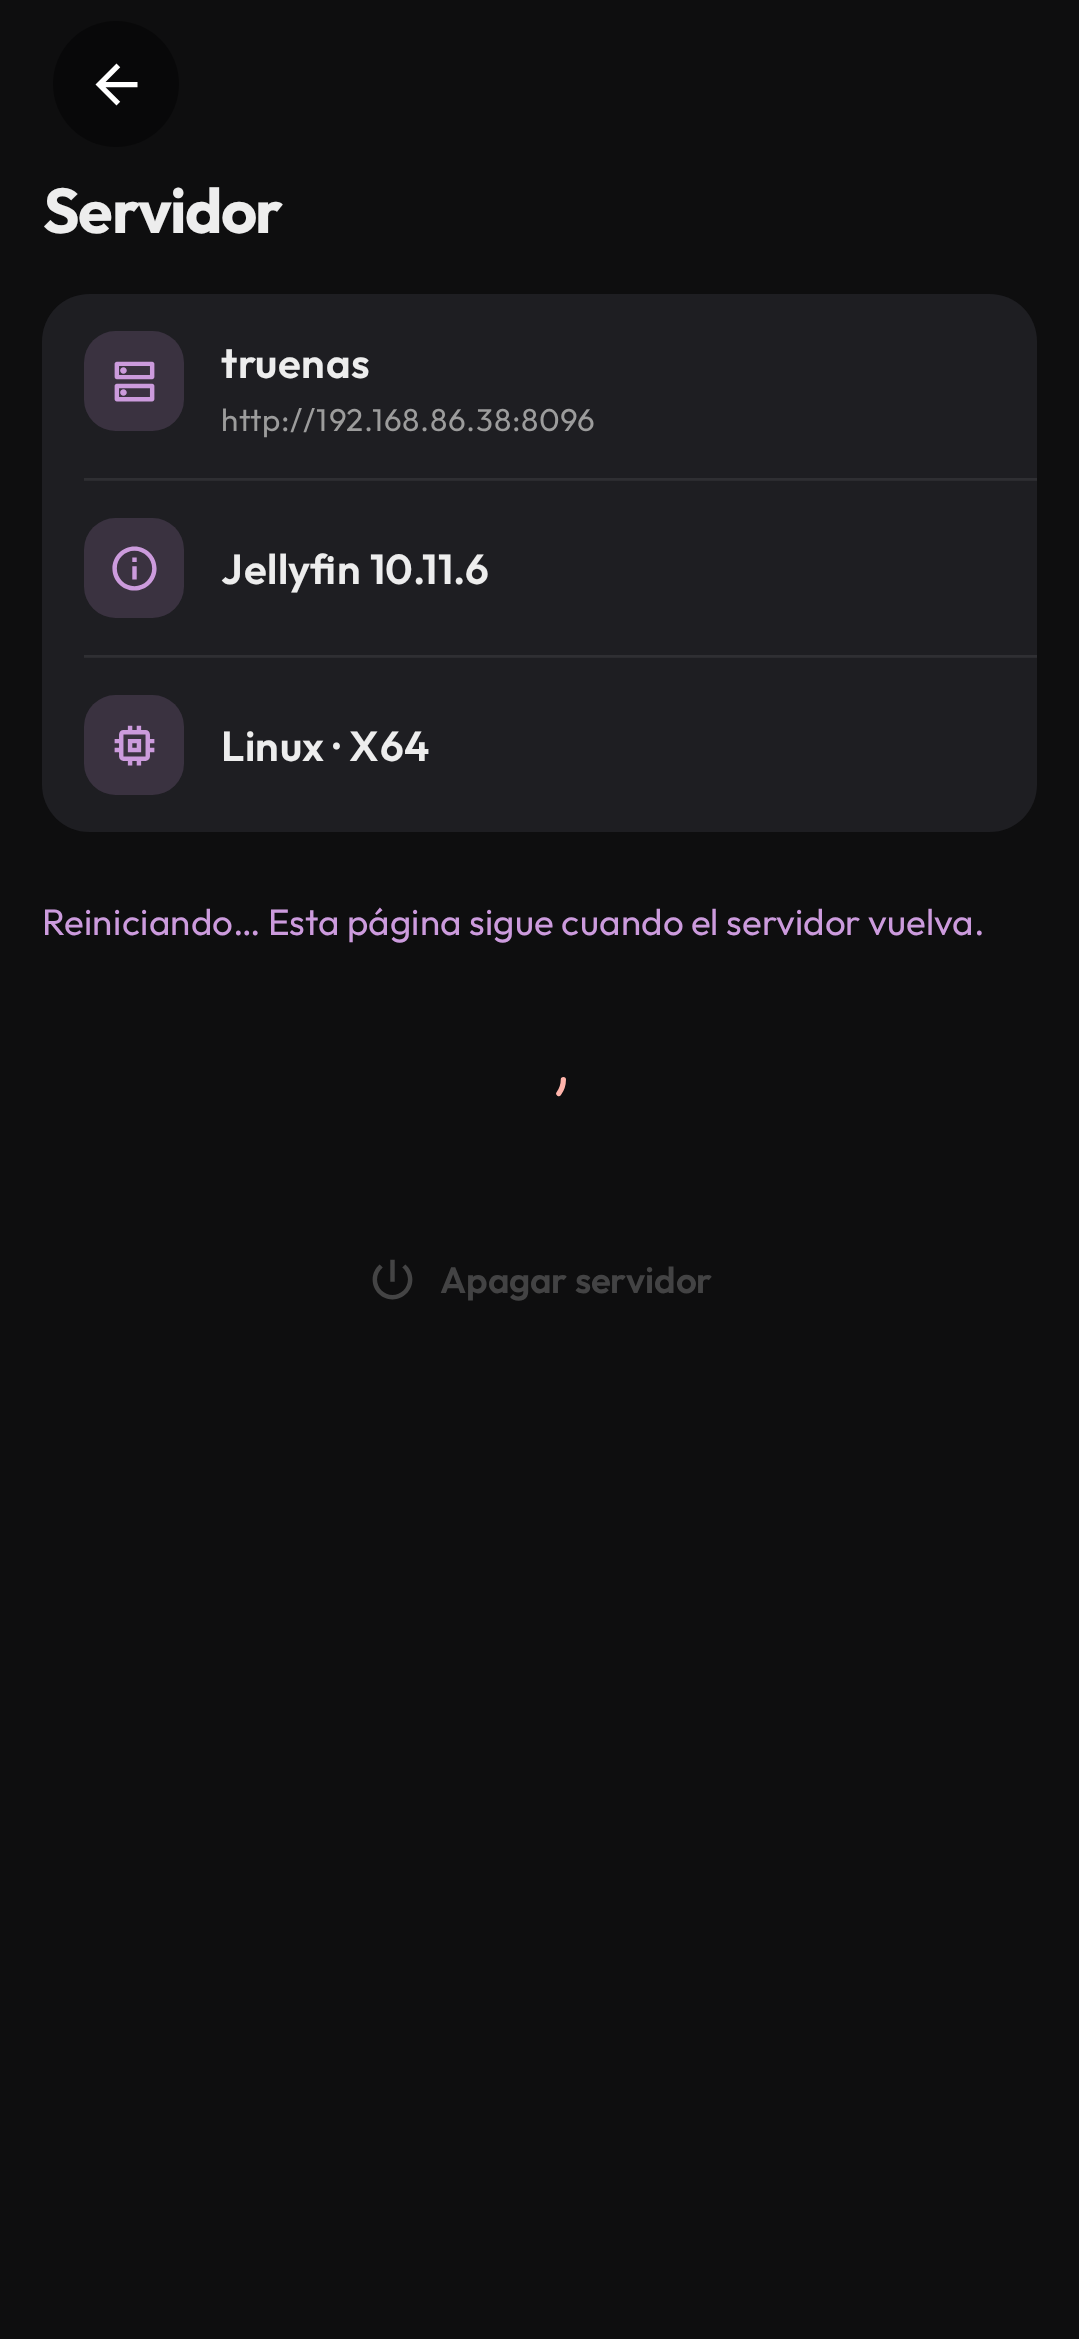 Servidor
truenas
http://192.168.86.38:8096
Jellyfin 10.11.6
Linux · X64
Reiniciando… Esta página sigue cuando el servidor vuelva.
Apagar servidor